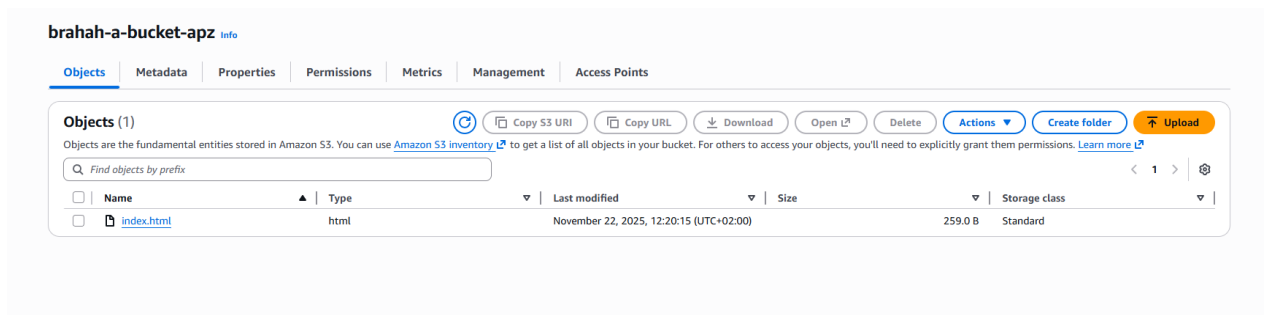 brahah-a-bucket-apz Info
Objects Metadata Properties Permissions Metrics Management Access Points
Objects (1) Copy S3 URI Copy URL Download Open Delete Actions Create folder Upload
Objects are the fundamental entities stored in Amazon S3. You can use Amazon S3 inventory to get a list of all objects in your bucket. For others to access your objects, you'll need to explicitly grant them permissions. Learn more
Find objects by prefix 1
Name Type Last modified Size Storage class
index.html html November 22, 2025, 12:20:15 (UTC+02:00) 259.0 B Standard